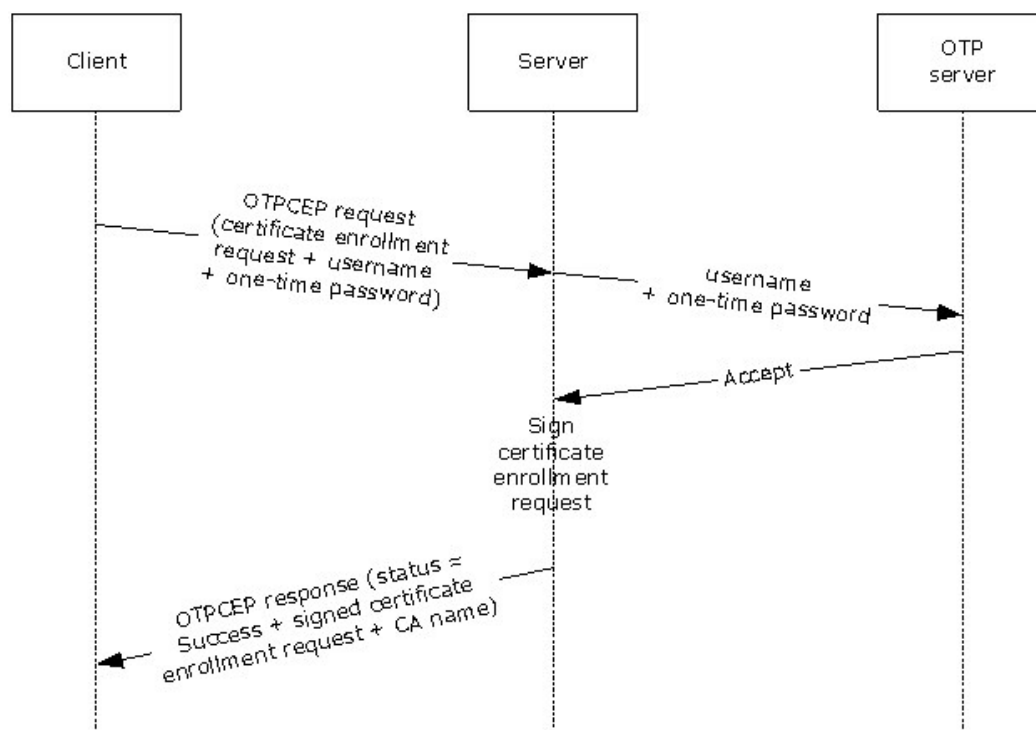 Client
Server
OTP
server
OTPCEP request
(certificate enrollment
request + username
+ one-time password)
username
+ one-time password
Accept
Sign
certificate
enrollment
request
OTPCEP response (status =
Success + signed certificate
enrollment request + CA name)